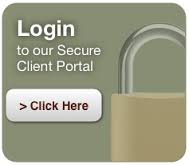 Login
to our Secure
Client Portal
> Click Here